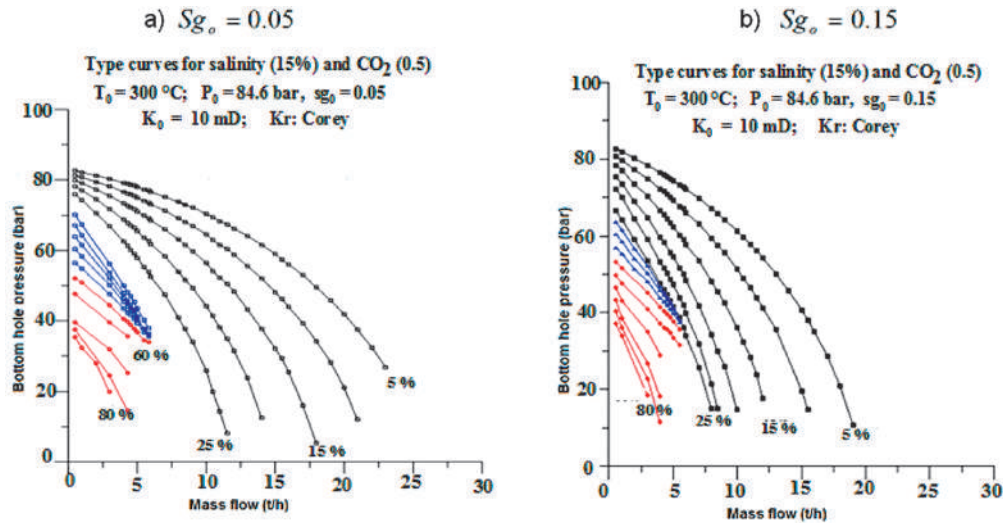 a) Sgₒ = 0.05
Type curves for salinity (15%) and CO₂ (0.5)
T₀ = 300 °C; P₀ = 84.6 bar, sg₀ = 0.05
K₀ = 10 mD; Kr: Corey
Bottom hole pressure (bar)
100
80
60
40
20
0
60 %
80 %
25 %
15 %
5 %
0
5
10
15
20
25
30
Mass flow (t/h)
b) Sgₒ = 0.15
Type curves for salinity (15%) and CO₂ (0.5)
T₀ = 300 °C; P₀ = 84.6 bar, sg₀ = 0.15
K₀ = 10 mD; Kr: Corey
Bottom hole pressure (bar)
100
80
60
40
20
0
80 %
25 %
15 %
5 %
0
5
10
15
20
25
30
Mass flow (t/h)